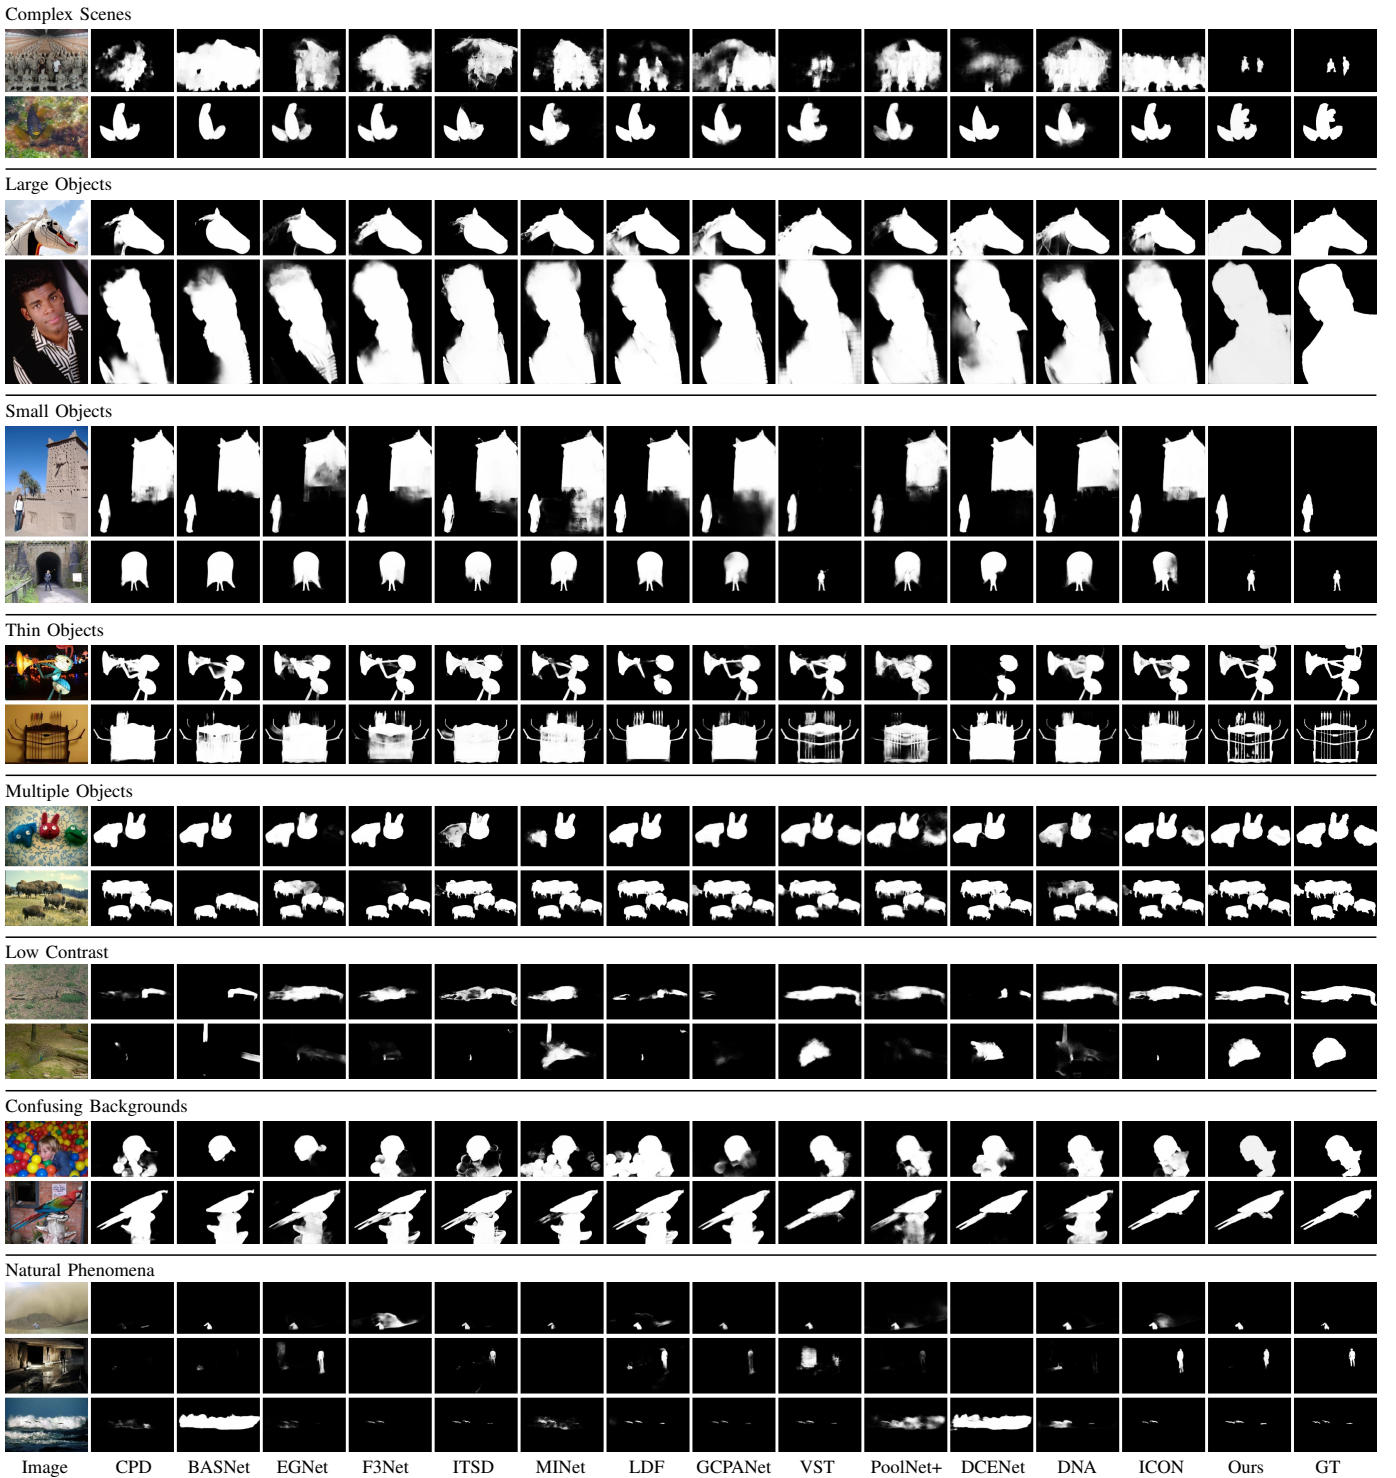 Complex Scenes
Large Objects
Small Objects
Thin Objects
Multiple Objects
Low Contrast
Confusing Backgrounds
Natural Phenomena
Image CPD BASNet EGNet F3Net ITSD MINet LDF GCPANet VST PoolNet+ DCENet DNA ICON Ours GT